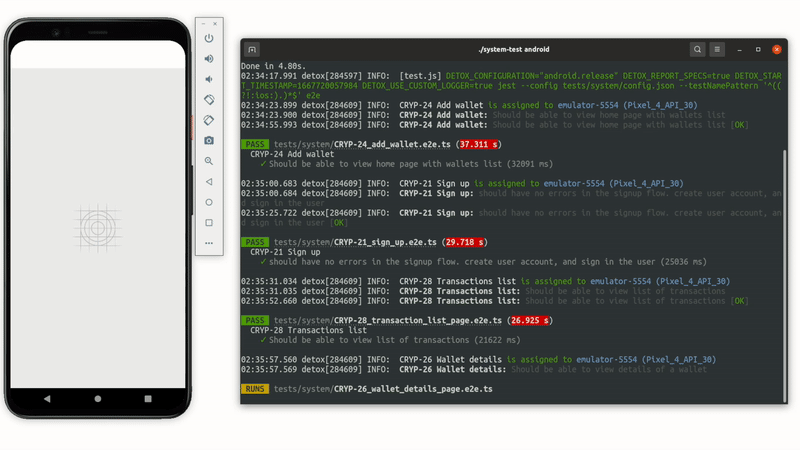 ./system-test android
Done in 4.80s.
02:34:17.991 detox[284597] INFO:  [test.js] DETOX_CONFIGURATION="android.release" DETOX_REPORT_SPECS=true DETOX_STAR
T_TIMESTAMP=1667720057984 DETOX_USE_CUSTOM_LOGGER=true jest --config tests/system/config.json --testNamePattern '^((
?!:ios:).)*$' e2e
02:34:23.899 detox[284609] INFO:  CRYP-24 Add wallet is assigned to emulator-5554 (Pixel_4_API_30)
02:34:23.900 detox[284609] INFO:  CRYP-24 Add wallet: Should be able to view home page with wallets list
02:34:55.993 detox[284609] INFO:  CRYP-24 Add wallet: Should be able to view home page with wallets list [OK]
PASS tests/system/CRYP-24_add_wallet.e2e.ts (37.311 s)
CRYP-24 Add wallet
✓ Should be able to view home page with wallets list (32091 ms)
02:35:00.683 detox[284609] INFO:  CRYP-21 Sign up is assigned to emulator-5554 (Pixel_4_API_30)
02:35:00.684 detox[284609] INFO:  CRYP-21 Sign up: should have no errors in the signup flow. create user account, an
d sign in the user
02:35:25.722 detox[284609] INFO:  CRYP-21 Sign up: should have no errors in the signup flow. create user account, an
d sign in the user [OK]
PASS tests/system/CRYP-21_sign_up.e2e.ts (29.718 s)
CRYP-21 Sign up
✓ should have no errors in the signup flow. create user account, and sign in the user (25036 ms)
02:35:31.034 detox[284609] INFO:  CRYP-28 Transactions list is assigned to emulator-5554 (Pixel_4_API_30)
02:35:31.035 detox[284609] INFO:  CRYP-28 Transactions list: Should be able to view list of transactions
02:35:52.660 detox[284609] INFO:  CRYP-28 Transactions list: Should be able to view list of transactions [OK]
PASS tests/system/CRYP-28_transaction_list_page.e2e.ts (26.925 s)
CRYP-28 Transactions list
✓ Should be able to view list of transactions (21622 ms)
02:35:57.560 detox[284609] INFO:  CRYP-26 Wallet details is assigned to emulator-5554 (Pixel_4_API_30)
02:35:57.569 detox[284609] INFO:  CRYP-26 Wallet details: Should be able to view details of a wallet
RUNS tests/system/CRYP-26_wallet_details_page.e2e.ts